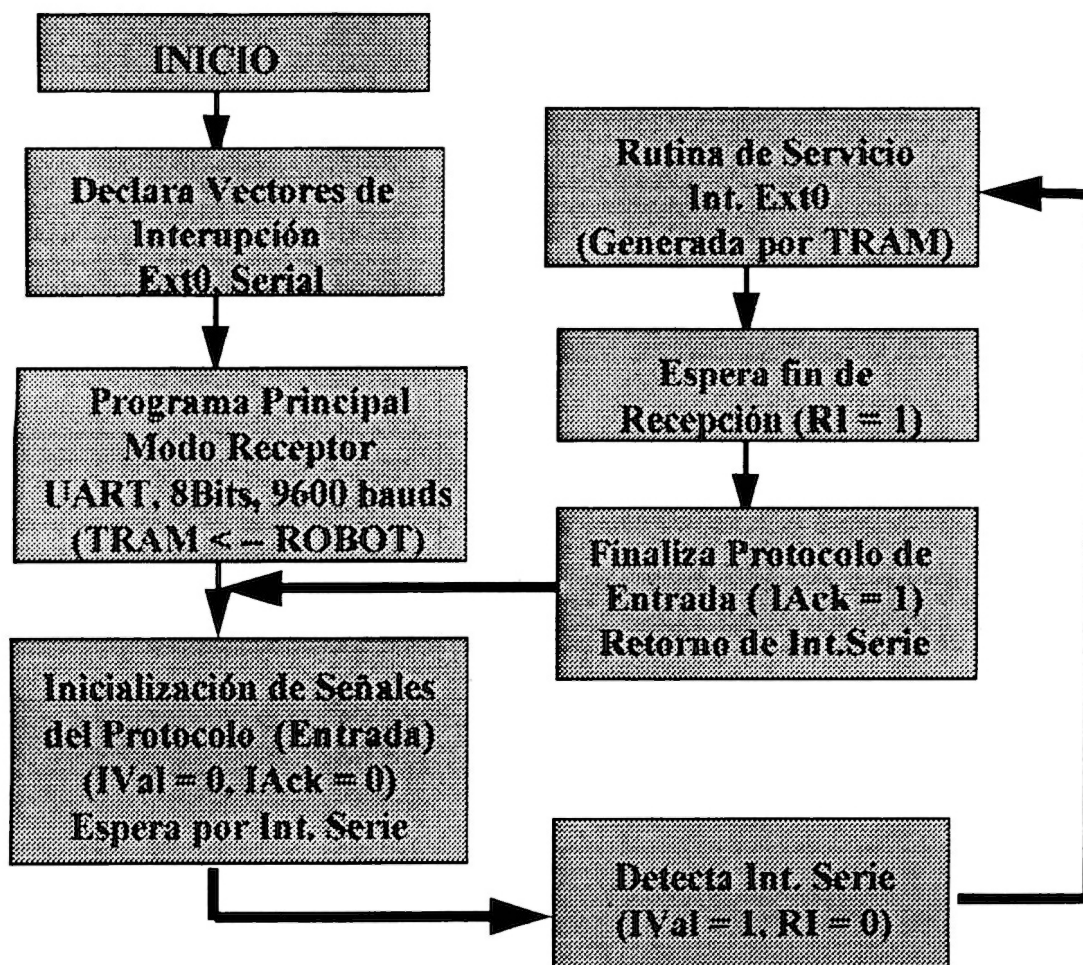 INICIO
Declara Vectores de
Interupción
Ext0, Serial
Programa Principal
Modo Receptor
UART, 8Bits, 9600 bauds
(TRAM <-- ROBOT)
Inicialización de Señales
del Protocolo (Entrada)
(IVal = 0, IAck = 0)
Espera por Int. Serie
Detecta Int. Serie
(IVal = 1, RI = 0)
Rutina de Servicio
Int. Ext0
(Generada por TRAM)
Espera fin de
Recepción (RI = 1)
Finaliza Protocolo de
Entrada ( IAck = 1)
Retorno de Int.Serie